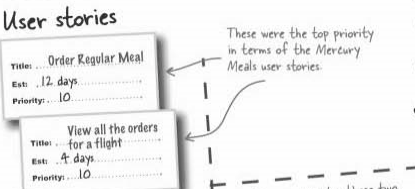 User stories
Title: Order Regular Meal
Est: 12 days
Priority: 10
These were the top priority
in terms of the Mercury
Meals user stories.
View all the orders
Title: for a flight
Est: 4 days
Priority: 10
two